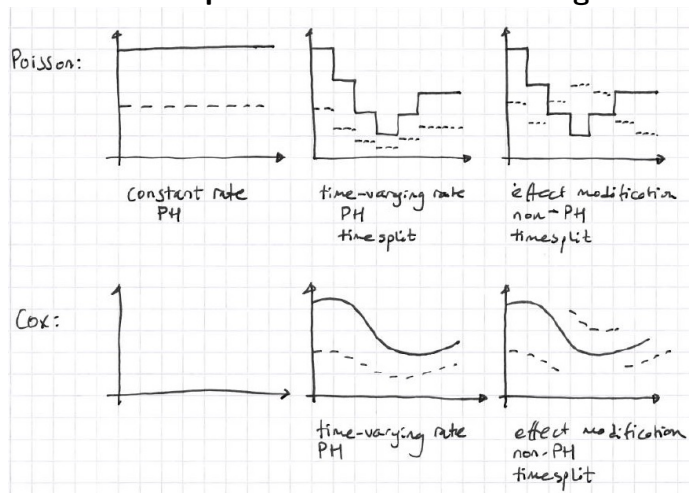 Poisson:
constant rate
PH
time-varying rate
PH
timesplit
effect modification
non-PH
timesplit
Cox:
time-varying rate
PH
effect modification
non-PH
timesplit